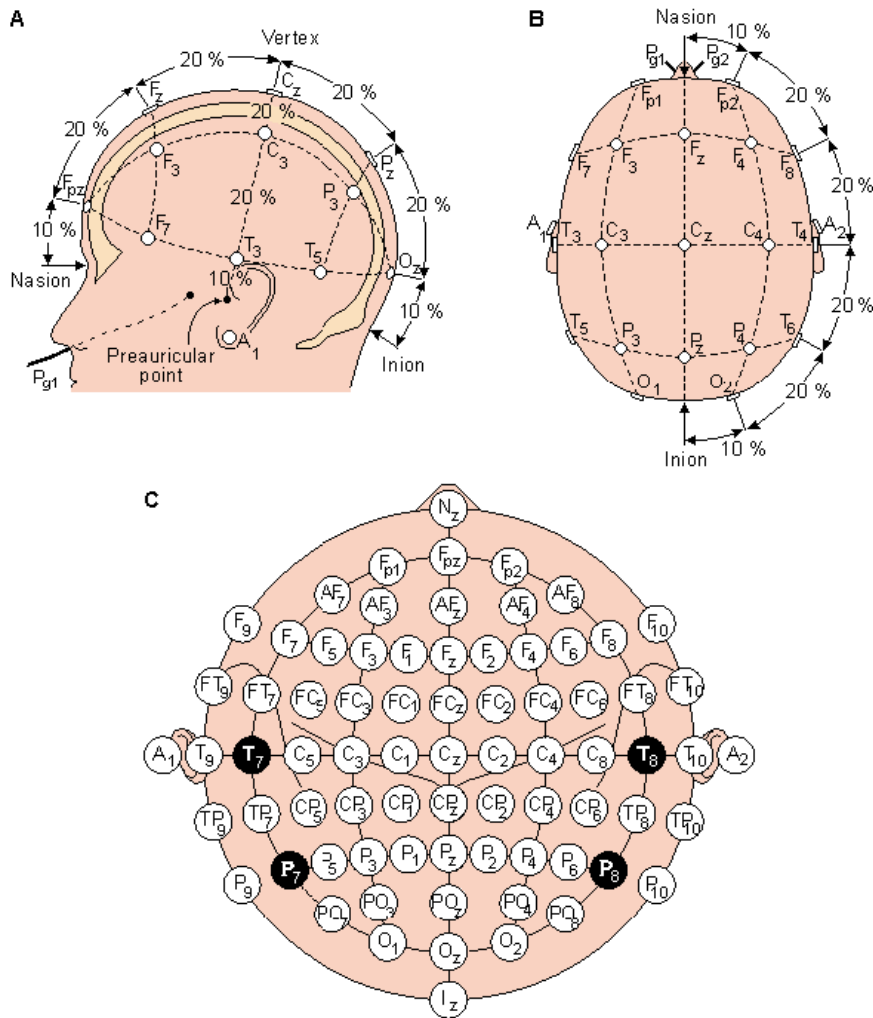 A
Vertex
20 %
20 %
Fz
Cz
20 %
20 %
20 %
Fpz
F3
C3
Pz
P3
20 %
20 %
10 %
F7
T3
T5
Oz
Nasion
10 %
10 %
A1
Preauricular
point
Inion
Pg1
B
Nasion
10 %
Pg1
Pg2
Fp1
Fp2
20 %
F7
F3
Fz
F4
F8
20 %
A1
T3
C3
Cz
C4
T4
A2
20 %
T5
P3
Pz
P4
T6
O1
O2
20 %
10 %
Inion
C
Nz
Fp1
Fpz
Fp2
AF7
AF3
AFz
AF4
AF8
F9
F7
F5
F3
F1
Fz
F2
F4
F6
F8
F10
FT9
FT7
FC5
FC3
FC1
FCz
FC2
FC4
FC6
FT8
FT10
A1
T9
T7
C5
C3
C1
Cz
C2
C4
C8
T8
T10
A2
TP9
TP7
CP5
CP3
CP1
CPz
CP2
CP4
CP6
TP8
TP10
P9
P7
P5
P3
P1
Pz
P2
P4
P6
P8
P10
PO7
PO3
POz
PO4
PO8
O1
Oz
O2
Iz